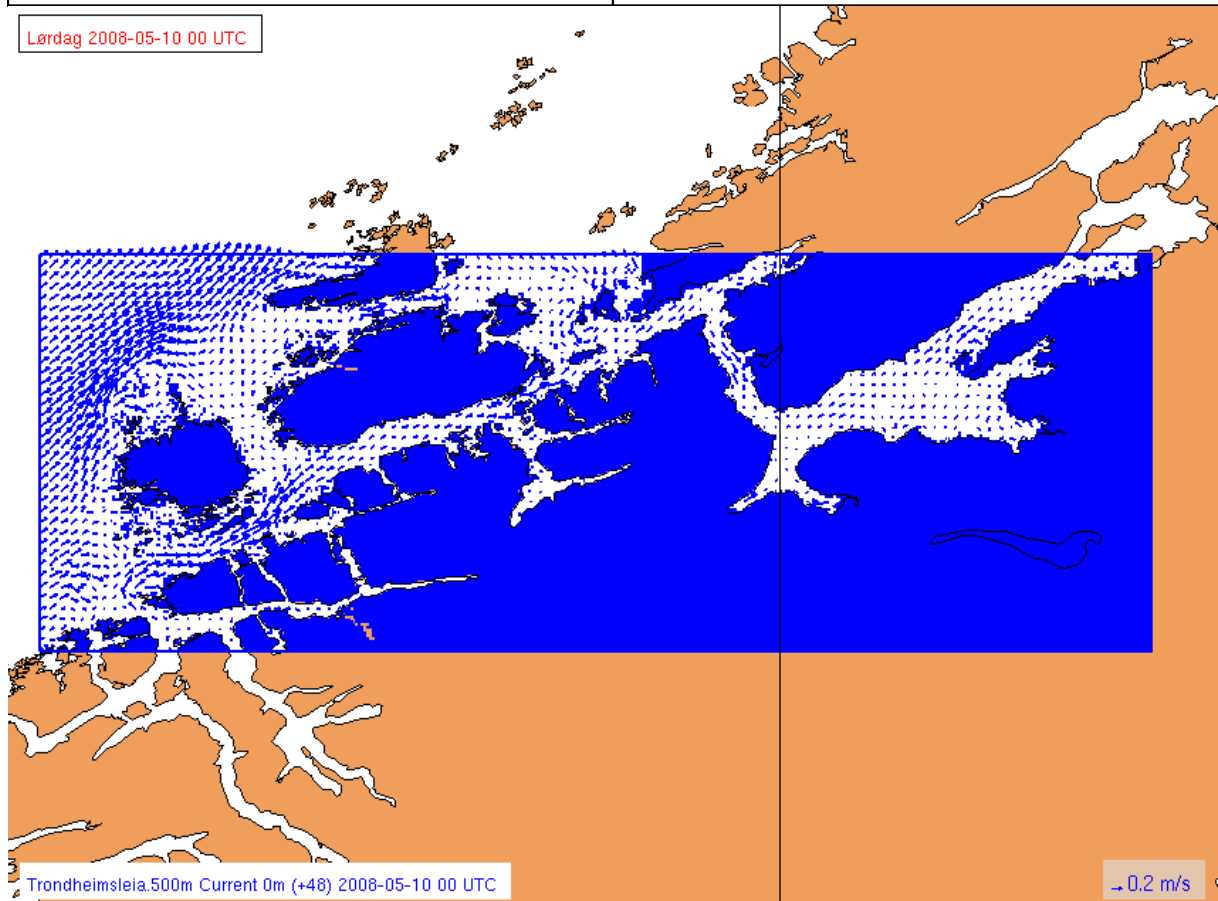 Lørdag 2008-05-10 00 UTC
Trondheimsleia.500m Current 0m (+48) 2008-05-10 00 UTC
0.2 m/s